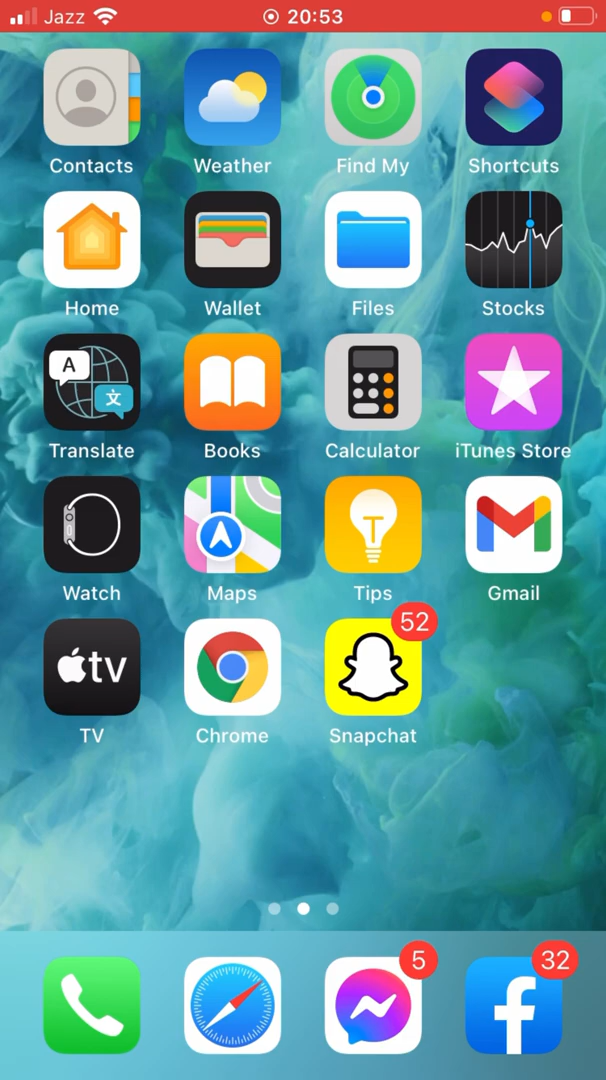 Jazz 20:53
Contacts Weather Find My Shortcuts
Home Wallet Files Stocks
A
文
Translate Books Calculator iTunes Store
Watch Maps Tips Gmail
52
tv
TV Chrome Snapchat
5 32